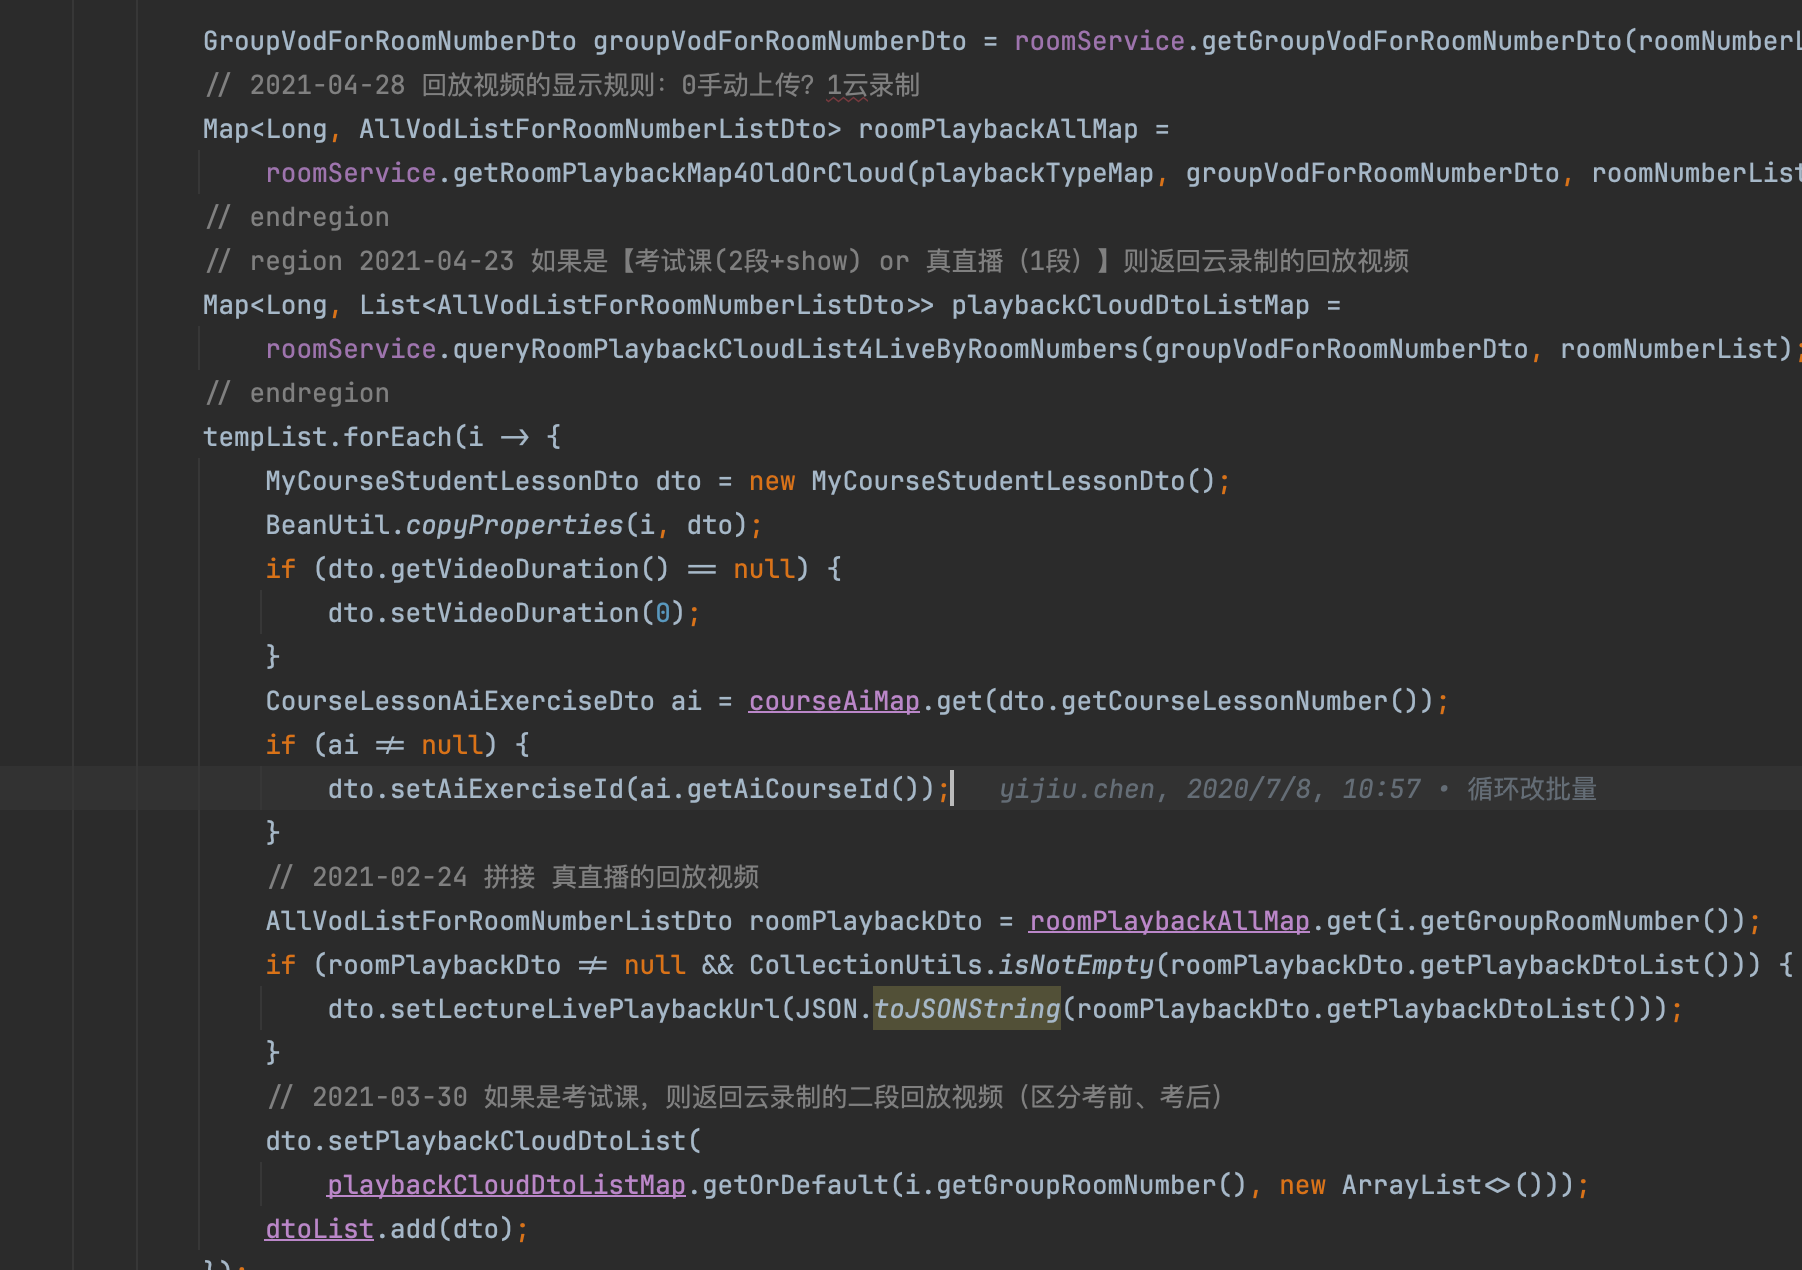 GroupVodForRoomNumberDto groupVodForRoomNumberDto = roomService.getGroupVodForRoomNumberDto(roomNumberL
// 2021-04-28 回放视频的显示规则：0手动上传？1云录制
Map<Long, AllVodListForRoomNumberListDto> roomPlaybackAllMap =
roomService.getRoomPlaybackMap4OldOrCloud(playbackTypeMap, groupVodForRoomNumberDto, roomNumberList
// endregion
// region 2021-04-23 如果是【考试课(2段+show) or 真直播（1段）】则返回云录制的回放视频
Map<Long, List<AllVodListForRoomNumberListDto>> playbackCloudDtoListMap =
roomService.queryRoomPlaybackCloudList4LiveByRoomNumbers(groupVodForRoomNumberDto, roomNumberList);
// endregion
tempList.forEach(i -> {
MyCourseStudentLessonDto dto = new MyCourseStudentLessonDto();
BeanUtil.copyProperties(i, dto);
if (dto.getVideoDuration() == null) {
dto.setVideoDuration(0);
}
CourseLessonAiExerciseDto ai = courseAiMap.get(dto.getCourseLessonNumber());
if (ai != null) {
dto.setAiExerciseId(ai.getAiCourseId()); yijiu.chen, 2020/7/8, 10:57 • 循环改批量
}
// 2021-02-24 拼接 真直播的回放视频
AllVodListForRoomNumberListDto roomPlaybackDto = roomPlaybackAllMap.get(i.getGroupRoomNumber());
if (roomPlaybackDto != null && CollectionUtils.isNotEmpty(roomPlaybackDto.getPlaybackDtoList())) {
dto.setLectureLivePlaybackUrl(JSON.toJSONString(roomPlaybackDto.getPlaybackDtoList()));
}
// 2021-03-30 如果是考试课，则返回云录制的二段回放视频（区分考前、考后）
dto.setPlaybackCloudDtoList(
playbackCloudDtoListMap.getOrDefault(i.getGroupRoomNumber(), new ArrayList<>()));
dtoList.add(dto);
});